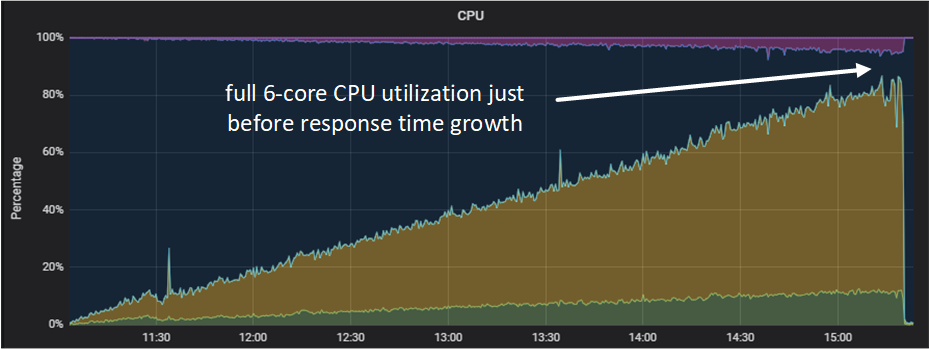 CPU
100%
80%
60%
40%
20%
0%
Percentage
full 6-core CPU utilization just
before response time growth
11:30 12:00 12:30 13:00 13:30 14:00 14:30 15:00